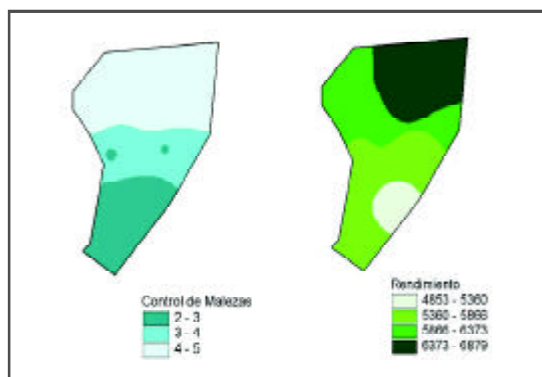 Control de Malezas
2 - 3
3 - 4
4 - 5
Rendimiento
4853 - 5360
5360 - 5866
5866 - 6373
6373 - 6879